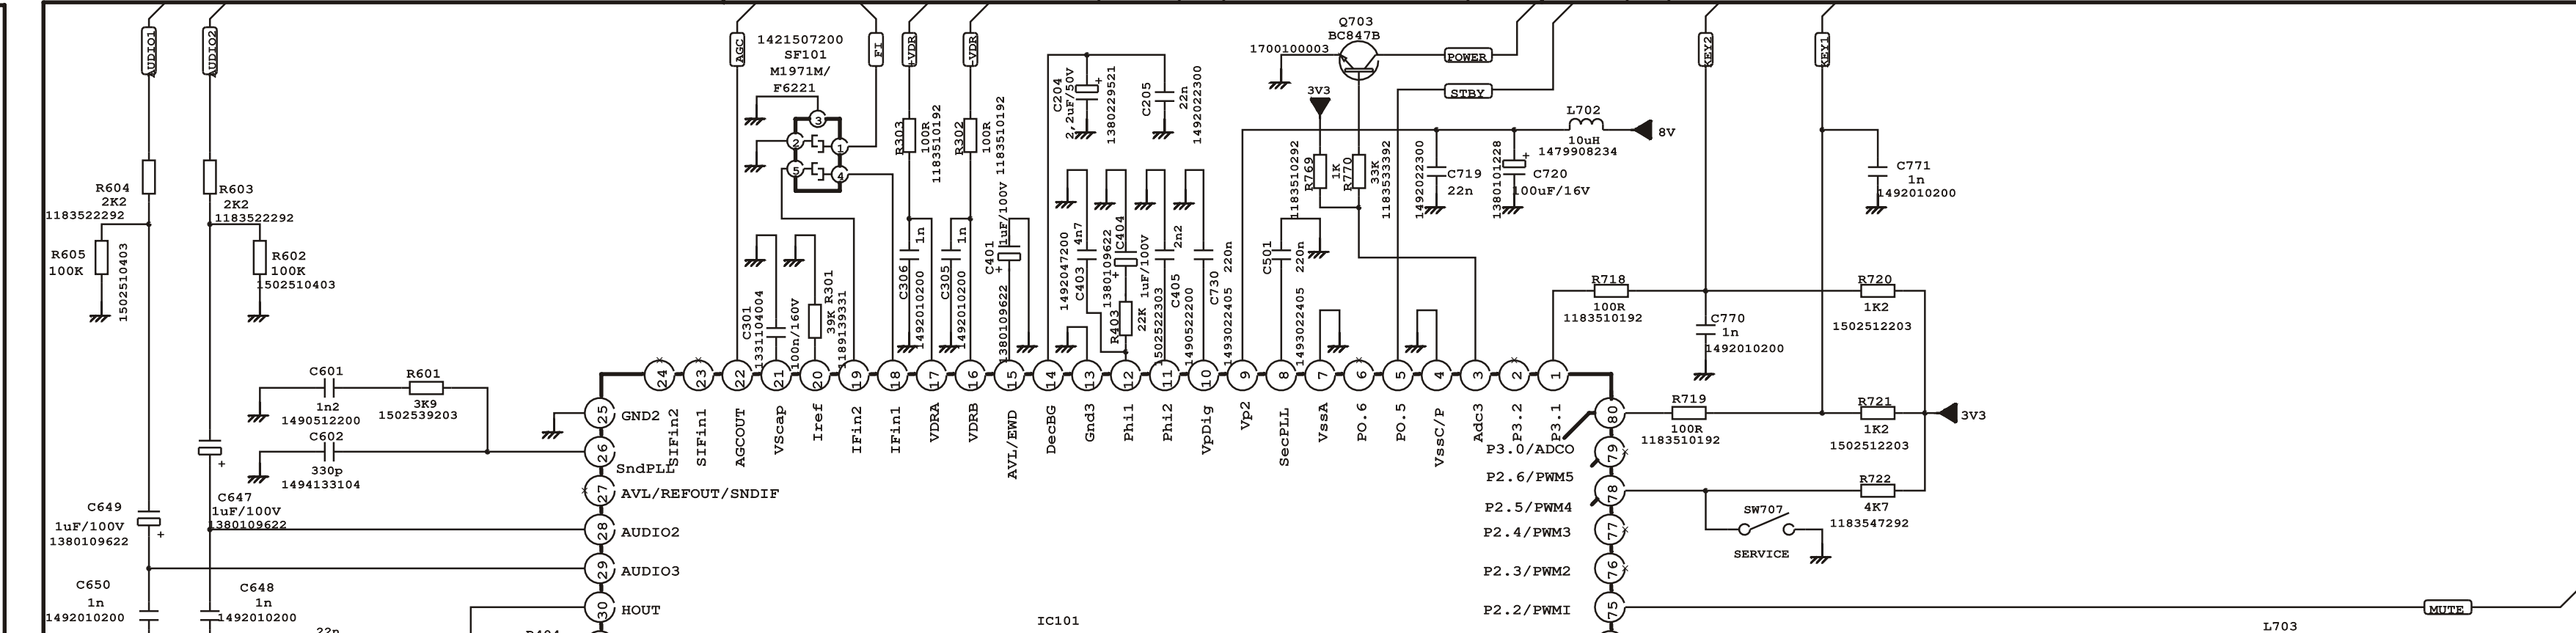 AUDIO1
AUDIO2
R604
2K2
1183522292
R603
2K2
1183522292
R605
100K
1502510403
R602
100K
1502510403
C601
1n2
1490512200
R601
3K9
1502539203
C602
330p
1494133104
C649
1uF/100V
1380109622
C647
1uF/100V
1380109622
C650
1n
1492010200
C648
1n
1492010200
22n
AGC
1421507200
SF101
M1971M/
F6221
FI
3
2
1
5
4
+VDR
-VDR
R303
100R
1183510192
R302
100R
1183510192
C301
1331104004
100n/160V
39K R301
1189139331
C306
1n
1492010200
C305
1n
1492010200
C401
1uF/100V
1380109622
C204
2,2uF/50V
1380229521
C205
22n
1492022300
4n7
C403
1492047200
C404
1380109622
1uF/100V
R403
22K
1502522303
2n2
C405
1490522200
C730
220n
1493022405
Q703
BC847B
1700100003
POWER
STBY
3V3
R769
1K
1183510292
R770
33K
1183533392
C501
220n
1493022405
L702
10uH
1479908234
8V
C719
22n
1492022300
C720
100uF/16V
1380101228
KEY2
KEY1
C771
1n
1492010200
R718
100R
1183510192
C770
1n
1492010200
R720
1K2
1502512203
R719
100R
1183510192
R721
1K2
1502512203
3V3
R722
4K7
1183547292
SW707
SERVICE
MUTE
L703
24
23
22
21
20
19
18
17
16
15
14
13
12
11
10
9
8
7
6
5
4
3
2
1
SIFin2
SIFin1
AGCOUT
VScap
Iref
IFin2
IFin1
VDRA
VDRB
AVL/EWD
DecBG
Gnd3
Phi1
Phi2
VpDig
Vp2
SecPLL
VssA
PO.6
PO.5
VssC/P
Adc3
P3.2
P3.1
25
GND2
26
SndPLL
27
AVL/REFOUT/SNDIF
28
AUDIO2
29
AUDIO3
30
HOUT
80
P3.0/ADCO
79
P2.6/PWM5
78
P2.5/PWM4
77
P2.4/PWM3
76
P2.3/PWM2
75
P2.2/PWMI
IC101